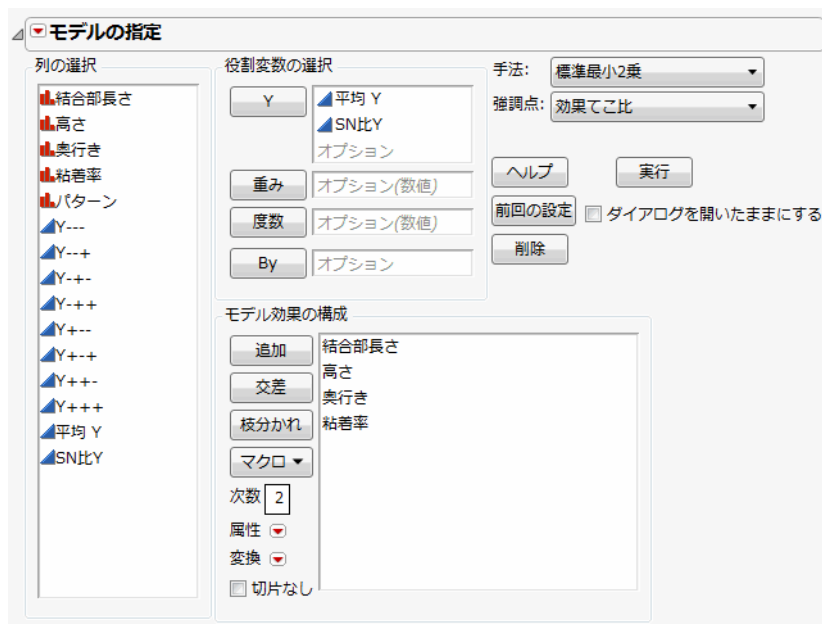 モデルの指定
列の選択
結合部長さ
高さ
奥行き
粘着率
パターン
Y---
Y--+
Y-+-
Y-++
Y+--
Y+-+
Y++-
Y+++
平均 Y
SN比Y
役割変数の選択
Y
平均 Y
SN比Y
オプション
重み オプション(数値)
度数 オプション(数値)
By オプション
手法: 標準最小2乗
強調点: 効果てこ比
ヘルプ 実行
前回の設定 ダイアログを開いたままにする
削除
モデル効果の構成
追加
交差
枝分かれ
マクロ
次数 2
属性
変換
切片なし
結合部長さ
高さ
奥行き
粘着率